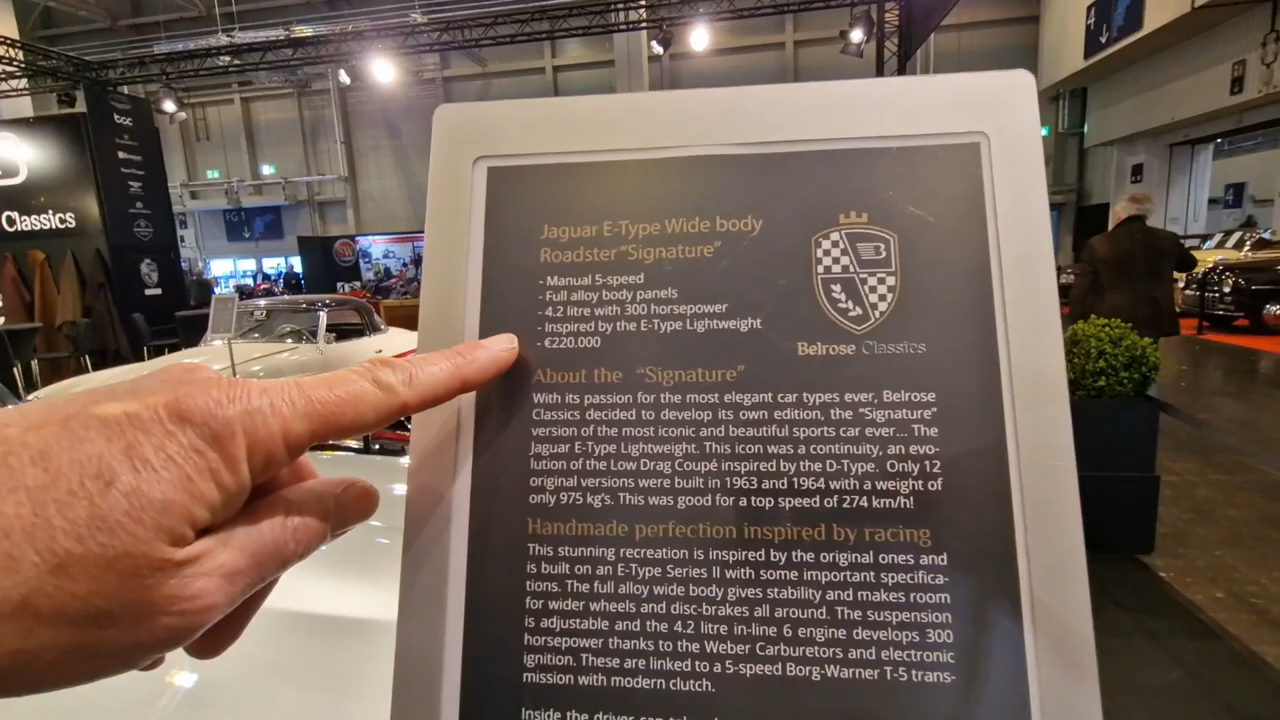 4
bcc
Classics
FG 1
4
Jaguar E-Type Wide body
Roadster “Signature”
- Manual 5-speed
- Full alloy body panels
- 4.2 litre with 300 horsepower
- Inspired by the E-Type Lightweight
- €220.000
B
Belrose Classics
About the “Signature”
With its passion for the most elegant car types ever, Belrose
Classics decided to develop its own edition, the “Signature”
version of the most iconic and beautiful sports car ever... The
Jaguar E-Type Lightweight. This icon was a continuity, an evo-
lution of the Low Drag Coupé inspired by the D-Type. Only 12
original versions were built in 1963 and 1964 with a weight of
only 975 kg’s. This was good for a top speed of 274 km/h!
Handmade perfection inspired by racing
This stunning recreation is inspired by the original ones and
is built on an E-Type Series II with some important specifica-
tions. The full alloy wide body gives stability and makes room
for wider wheels and disc-brakes all around. The suspension
is adjustable and the 4.2 litre in-line 6 engine develops 300
horsepower thanks to the Weber Carburetors and electronic
ignition. These are linked to a 5-speed Borg-Warner T-5 trans-
mission with modern clutch.
Inside the driver can